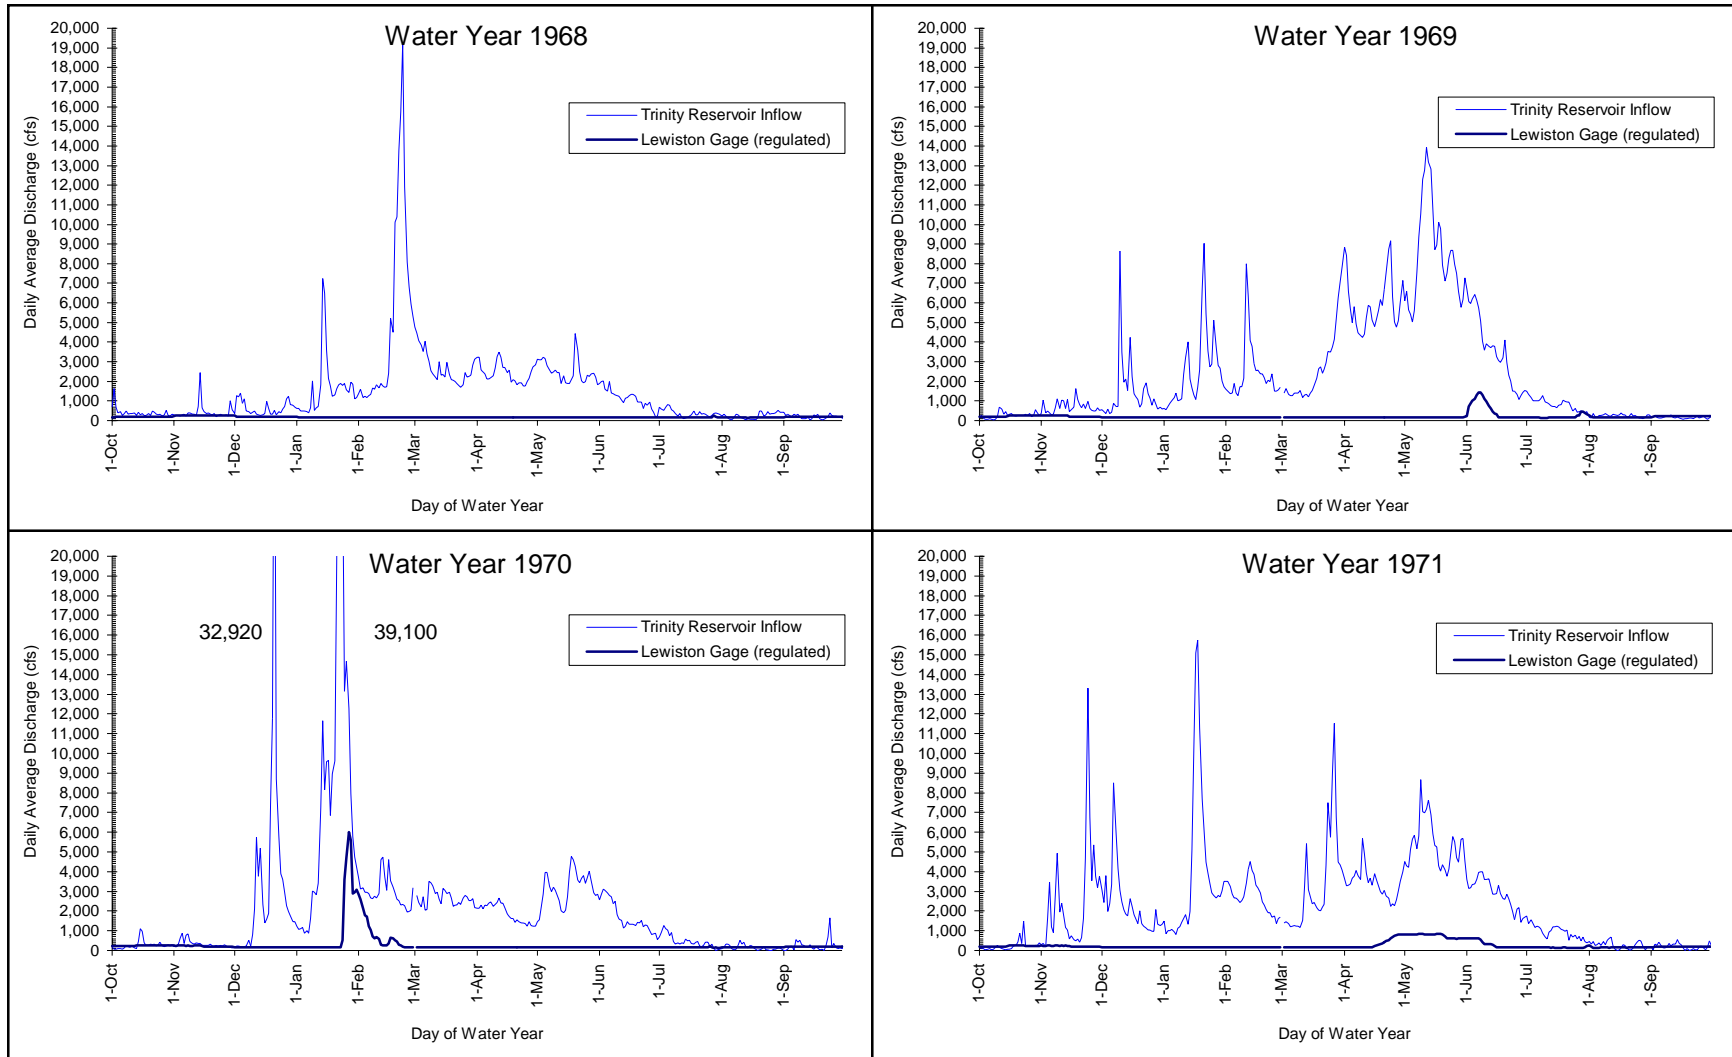 Water Year 1968
20,000
19,000
18,000
17,000
16,000
15,000
14,000
13,000
12,000
11,000
10,000
9,000
8,000
7,000
6,000
5,000
4,000
3,000
2,000
1,000
0
Daily Average Discharge (cfs)
Trinity Reservoir Inflow
Lewiston Gage (regulated)
1-Oct
1-Nov
1-Dec
1-Jan
1-Feb
1-Mar
1-Apr
1-May
1-Jun
1-Jul
1-Aug
1-Sep
Day of Water Year
Water Year 1969
20,000
19,000
18,000
17,000
16,000
15,000
14,000
13,000
12,000
11,000
10,000
9,000
8,000
7,000
6,000
5,000
4,000
3,000
2,000
1,000
0
Daily Average Discharge (cfs)
Trinity Reservoir Inflow
Lewiston Gage (regulated)
1-Oct
1-Nov
1-Dec
1-Jan
1-Feb
1-Mar
1-Apr
1-May
1-Jun
1-Jul
1-Aug
1-Sep
Day of Water Year
Water Year 1970
20,000
19,000
18,000
17,000
16,000
15,000
14,000
13,000
12,000
11,000
10,000
9,000
8,000
7,000
6,000
5,000
4,000
3,000
2,000
1,000
0
Daily Average Discharge (cfs)
32,920
39,100
Trinity Reservoir Inflow
Lewiston Gage (regulated)
1-Oct
1-Nov
1-Dec
1-Jan
1-Feb
1-Mar
1-Apr
1-May
1-Jun
1-Jul
1-Aug
1-Sep
Day of Water Year
Water Year 1971
20,000
19,000
18,000
17,000
16,000
15,000
14,000
13,000
12,000
11,000
10,000
9,000
8,000
7,000
6,000
5,000
4,000
3,000
2,000
1,000
0
Daily Average Discharge (cfs)
Trinity Reservoir Inflow
Lewiston Gage (regulated)
1-Oct
1-Nov
1-Dec
1-Jan
1-Feb
1-Mar
1-Apr
1-May
1-Jun
1-Jul
1-Aug
1-Sep
Day of Water Year